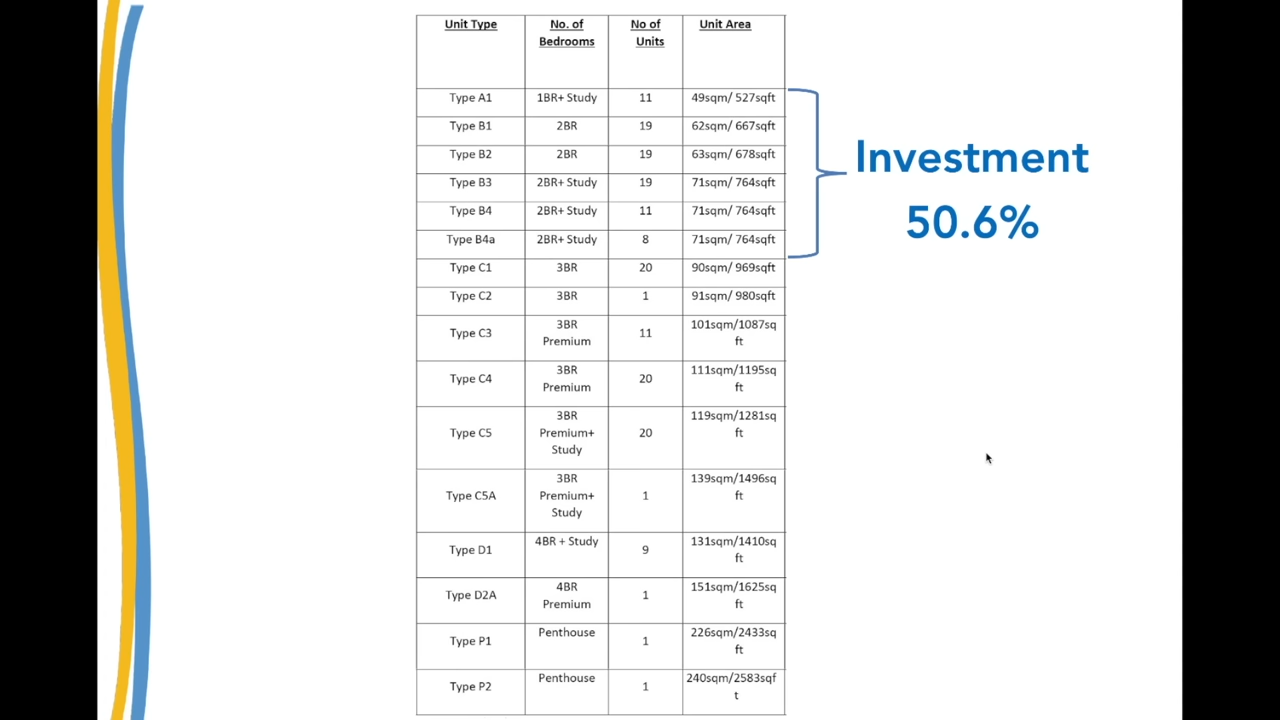 Unit Type No. of Bedrooms No of Units Unit Area
Type A1 1BR+ Study 11 49sqm/ 527sqft
Type B1 2BR 19 62sqm/ 667sqft
Type B2 2BR 19 63sqm/ 678sqft
Type B3 2BR+ Study 19 71sqm/ 764sqft
Type B4 2BR+ Study 11 71sqm/ 764sqft
Type B4a 2BR+ Study 8 71sqm/ 764sqft
Type C1 3BR 20 90sqm/ 969sqft
Type C2 3BR 1 91sqm/ 980sqft
Type C3 3BR Premium 11 101sqm/1087sq ft
Type C4 3BR Premium 20 111sqm/1195sq ft
Type C5 3BR Premium+ Study 20 119sqm/1281sq ft
Type C5A 3BR Premium+ Study 1 139sqm/1496sq ft
Type D1 4BR + Study 9 131sqm/1410sq ft
Type D2A 4BR Premium 1 151sqm/1625sq ft
Type P1 Penthouse 1 226sqm/2433sq ft
Type P2 Penthouse 1 240sqm/2583sqf t
Investment
50.6%